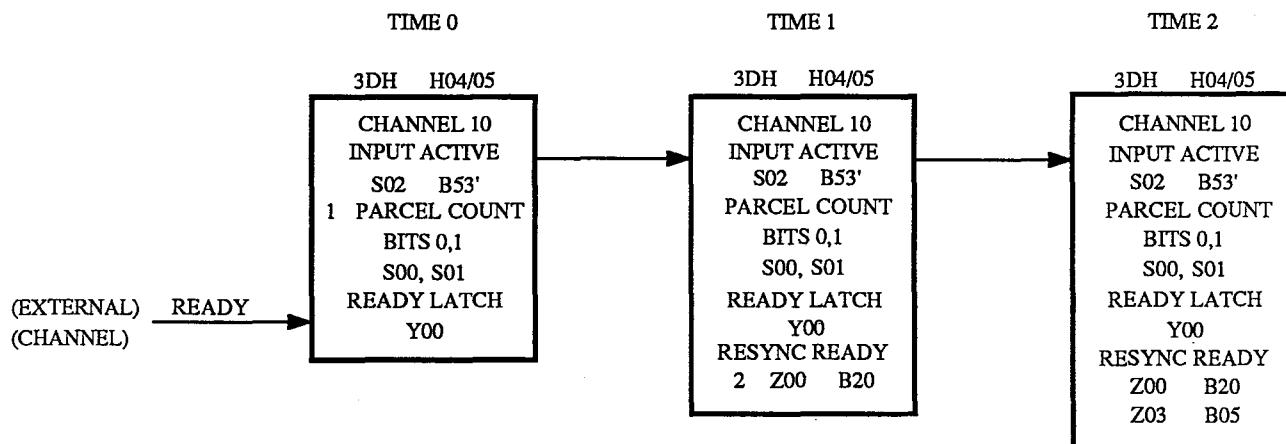 TIME 0
TIME 1
TIME 2
3DH H04/05
CHANNEL 10
INPUT ACTIVE
S02 B53'
1 PARCEL COUNT
BITS 0,1
S00, S01
READY LATCH
Y00
(EXTERNAL)
(CHANNEL)
READY
3DH H04/05
CHANNEL 10
INPUT ACTIVE
S02 B53'
PARCEL COUNT
BITS 0,1
S00, S01
READY LATCH
Y00
RESYNC READY
2 Z00 B20
3DH H04/05
CHANNEL 10
INPUT ACTIVE
S02 B53'
PARCEL COUNT
BITS 0,1
S00, S01
READY LATCH
Y00
RESYNC READY
Z00 B20
Z03 B05